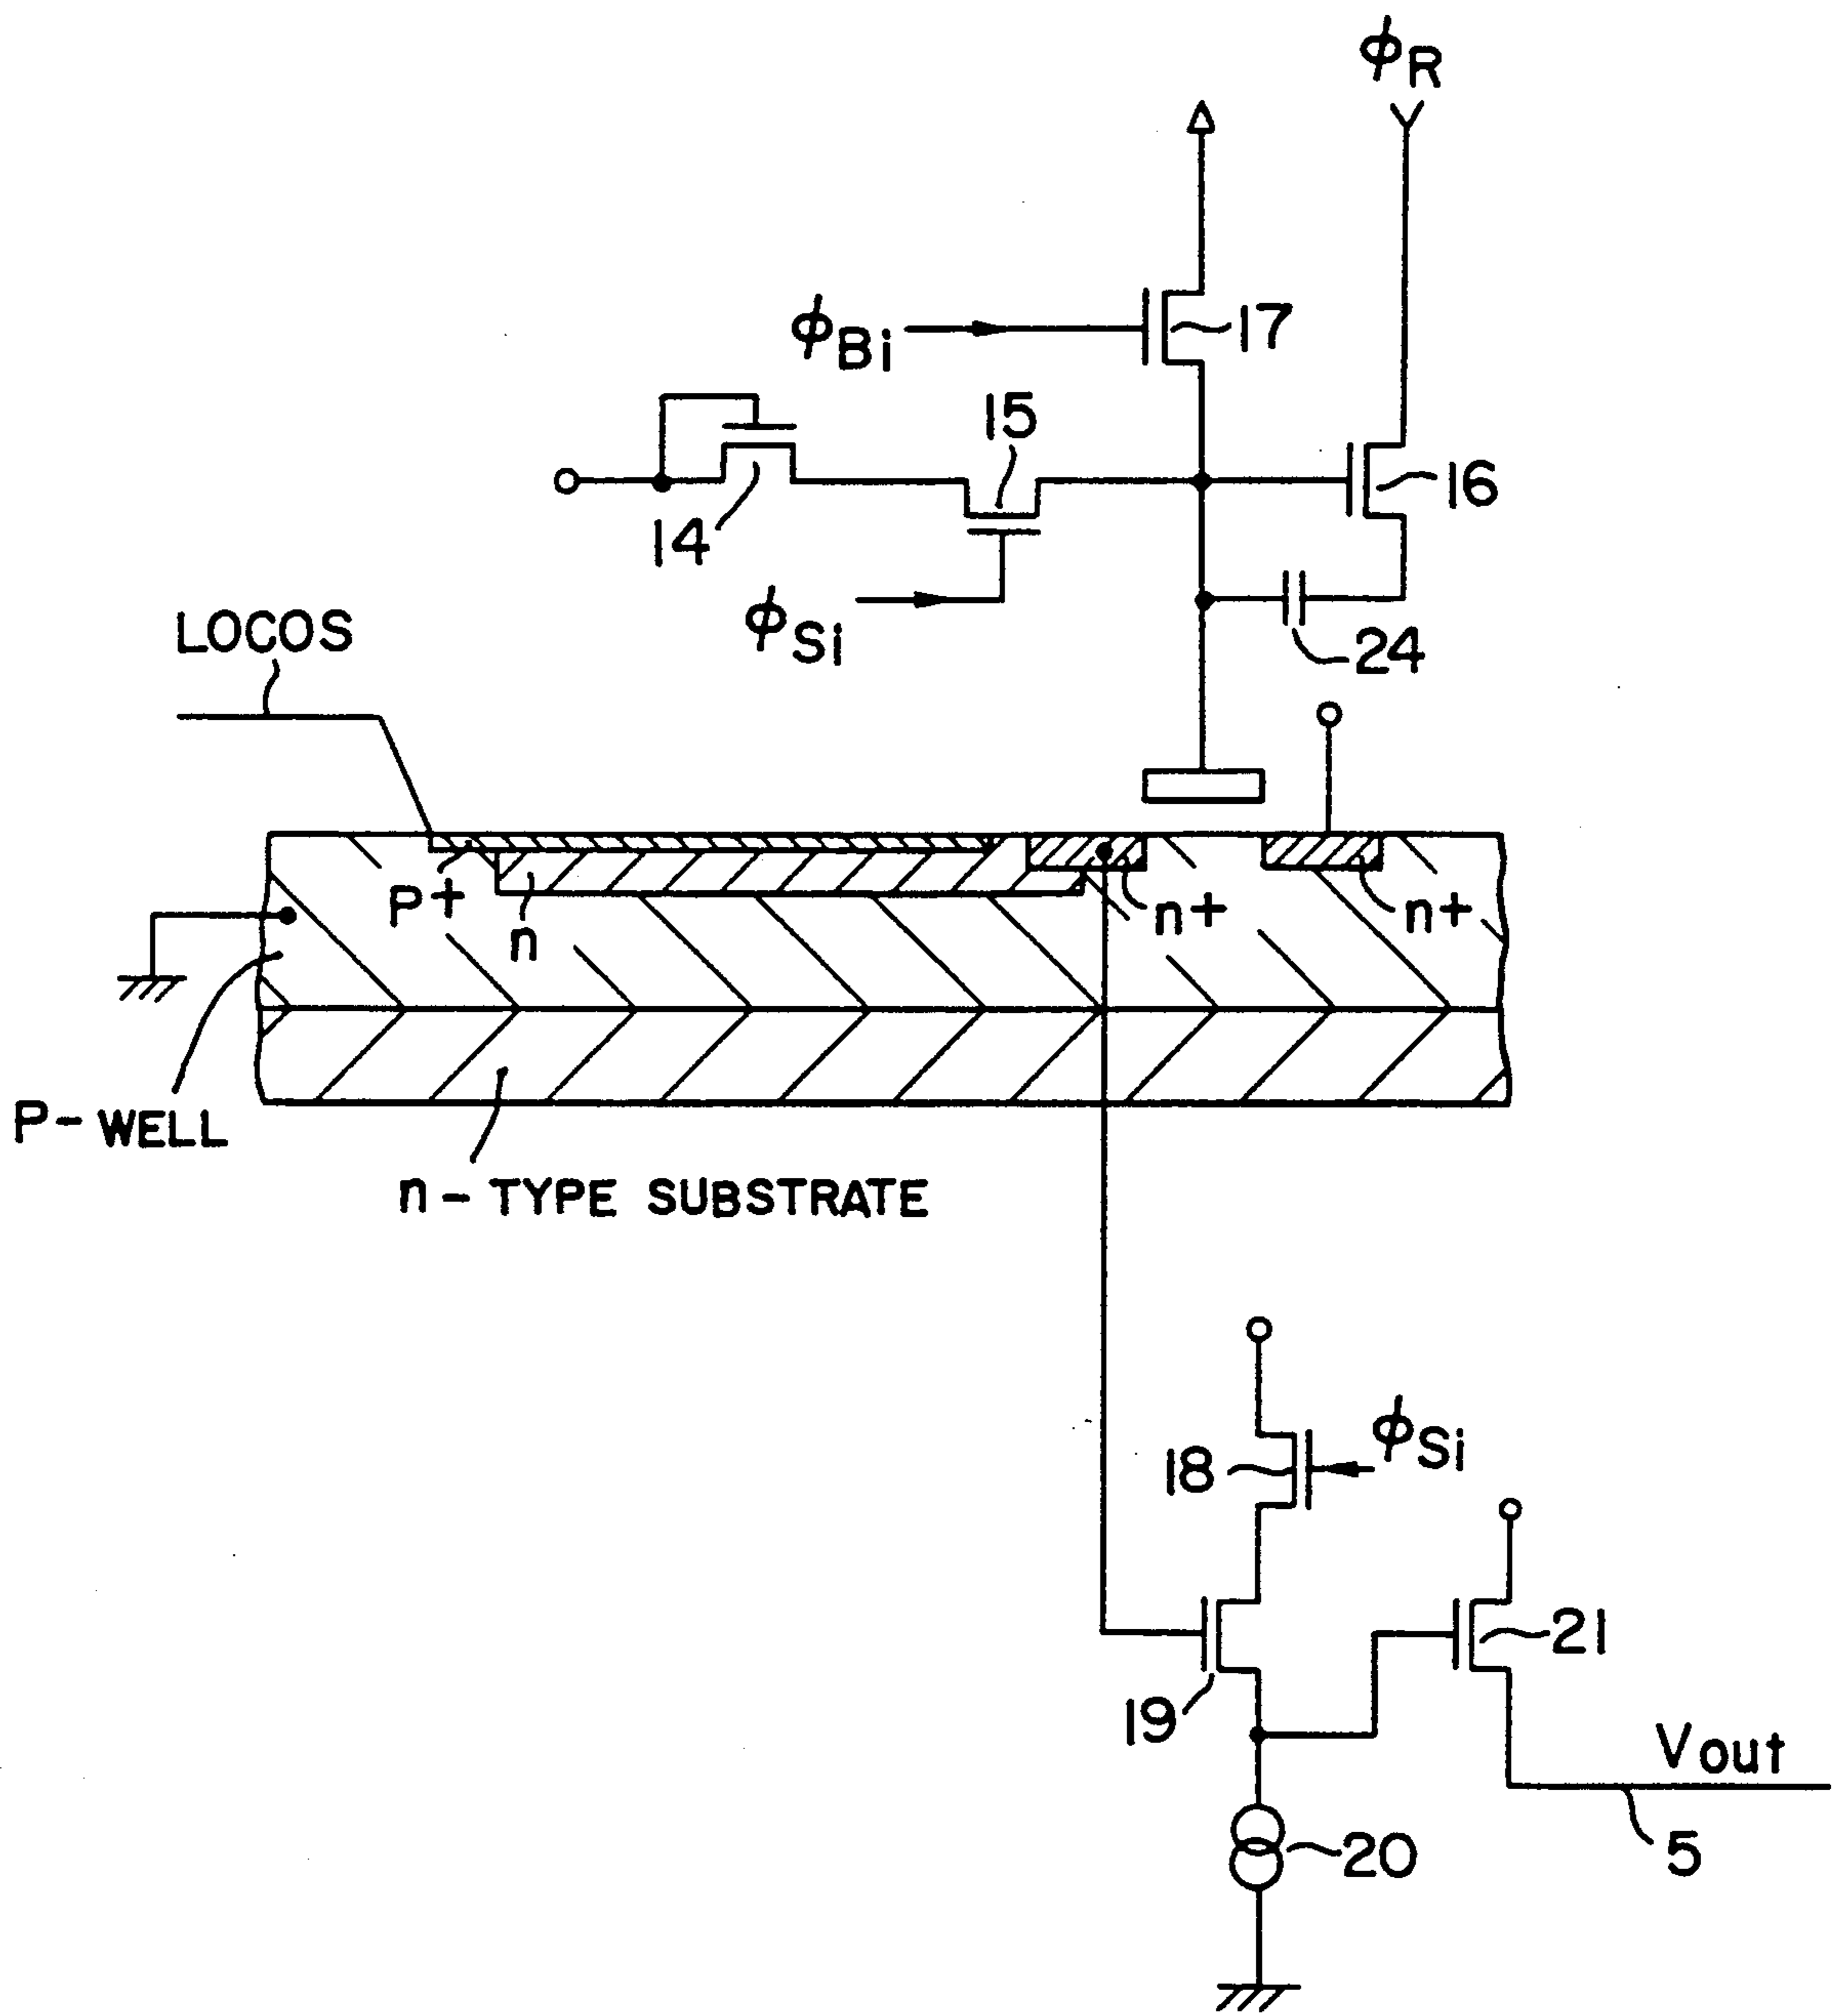 ϕR
ϕBi
17
15
16
14
ϕSi
24
LOCOS
P+
n
n+
n+
P-WELL
n-TYPE SUBSTRATE
18
ϕSi
21
19
Vout
20
5